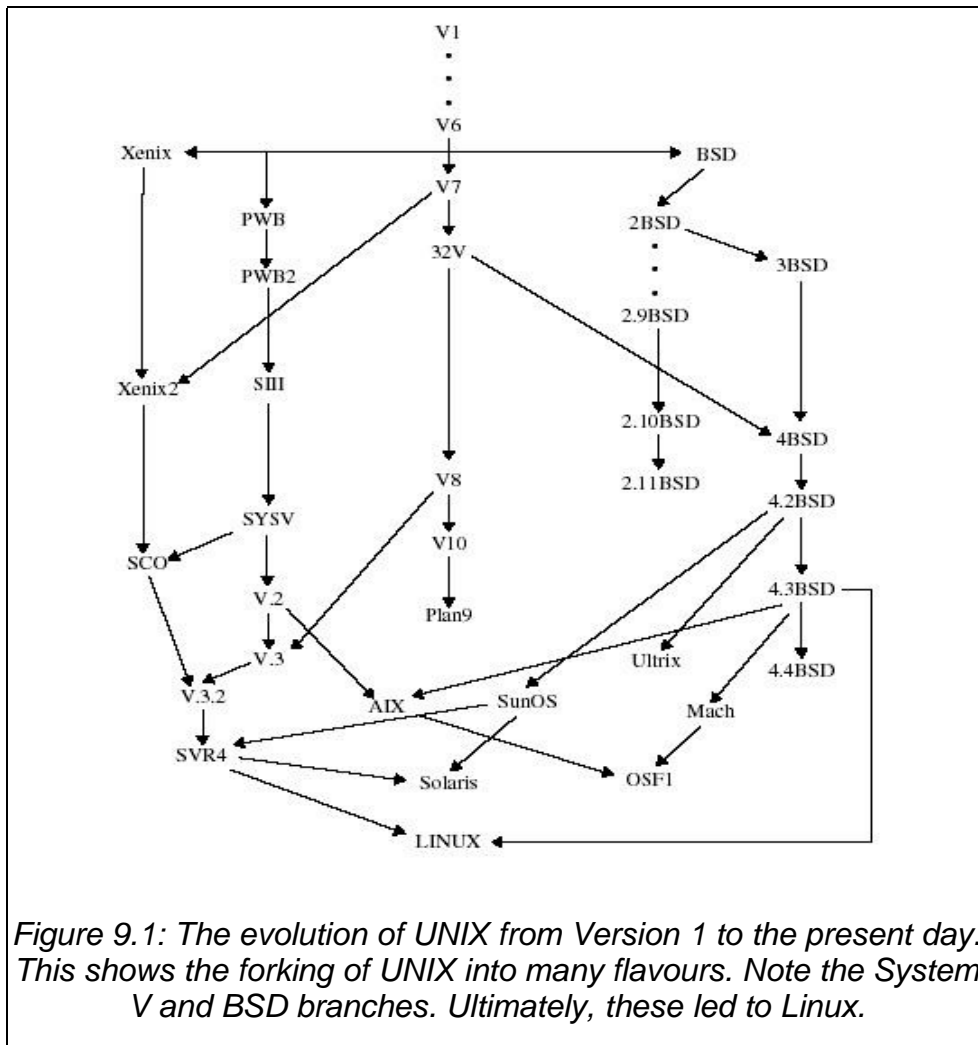 V1
V6
Xenix
BSD
V7
PWB
2BSD
32V
3BSD
PWB2
2.9BSD
Xenix2
SIII
2.10BSD
4BSD
V8
2.11BSD
4.2BSD
SYSV
V10
SCO
4.3BSD
V.2
Plan9
V.3
Ultrix
4.4BSD
V.3.2
AIX
SunOS
Mach
SVR4
Solaris
OSF1
LINUX
Figure 9.1: The evolution of UNIX from Version 1 to the present day.
This shows the forking of UNIX into many flavours. Note the System
V and BSD branches. Ultimately, these led to Linux.